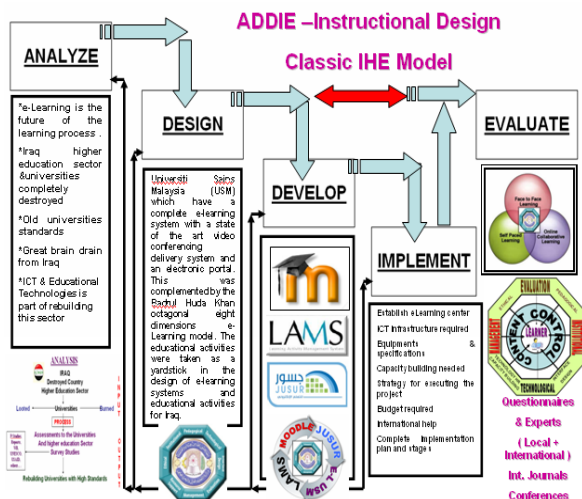 ADDIE –Instructional Design
Classic IHE Model
ANALYZE
*e-Learning is the
future of the
learning process .
*Iraq higher
education sector
&universities
completely
destroyed
*Old universities
standards
*Great brain drain
from Iraq
*ICT & Educational
Technologies is
part of rebuilding
this sector
ANALYSIS
IRAQ
Destroyed Country
Higher Education Sector
Looted
Universities
Burned
PROCESS
Assessments to the Universities
And higher education Sector
Survey Studies
Rebuilding Universities with High Standards
INPUT
OUTPUT
DESIGN
Universiti Sains
Malaysia (USM)
which have a
complete e-learning
system with a state
of the art video
conferencing
delivery system and
an electronic portal.
This was
complemented by the
Badrul Huda Khan
octagonal eight
dimensions e-
Learning model. The
educational activities
were taken as a
yardstick in the
design of e-learning
systems and
educational activities
for Iraq.
DEVELOP
m
LAMS
جسور
JUSUR
MOODLE JUSUR
E-L USM LAMS
IMPLEMENT
Establish eLearning center
ICT Infrastructure required
Equipments &
specifications
Capacity building needed
Strategy for executing the
project
Budget required
International help
Complete implementation
plan and stages
EVALUATE
Face to Face
Learning
Self Paced
Learning
Online
Collaborative
Learning
EVALUATION
MANAGEMENT
TECHNOLOGICAL
CONTENT CONTROL
LEARNER
Questionnaires
& Experts
( Local +
International )
Int. Journals
Conferences